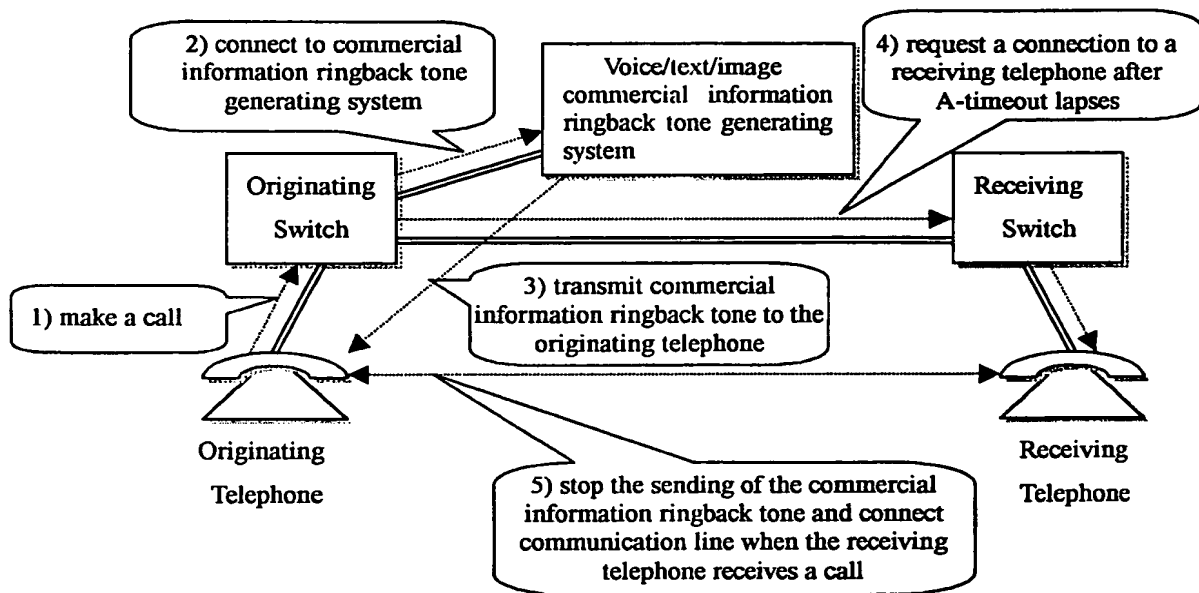 2) connect to commercial
information ringback tone
generating system
Voice/text/image
commercial information
ringback tone generating
system
4) request a connection to a
receiving telephone after
A-timeout lapses
Originating
Switch
Receiving
Switch
1) make a call
3) transmit commercial
information ringback tone to the
originating telephone
Originating
Telephone
Receiving
Telephone
5) stop the sending of the commercial
information ringback tone and connect
communication line when the receiving
telephone receives a call